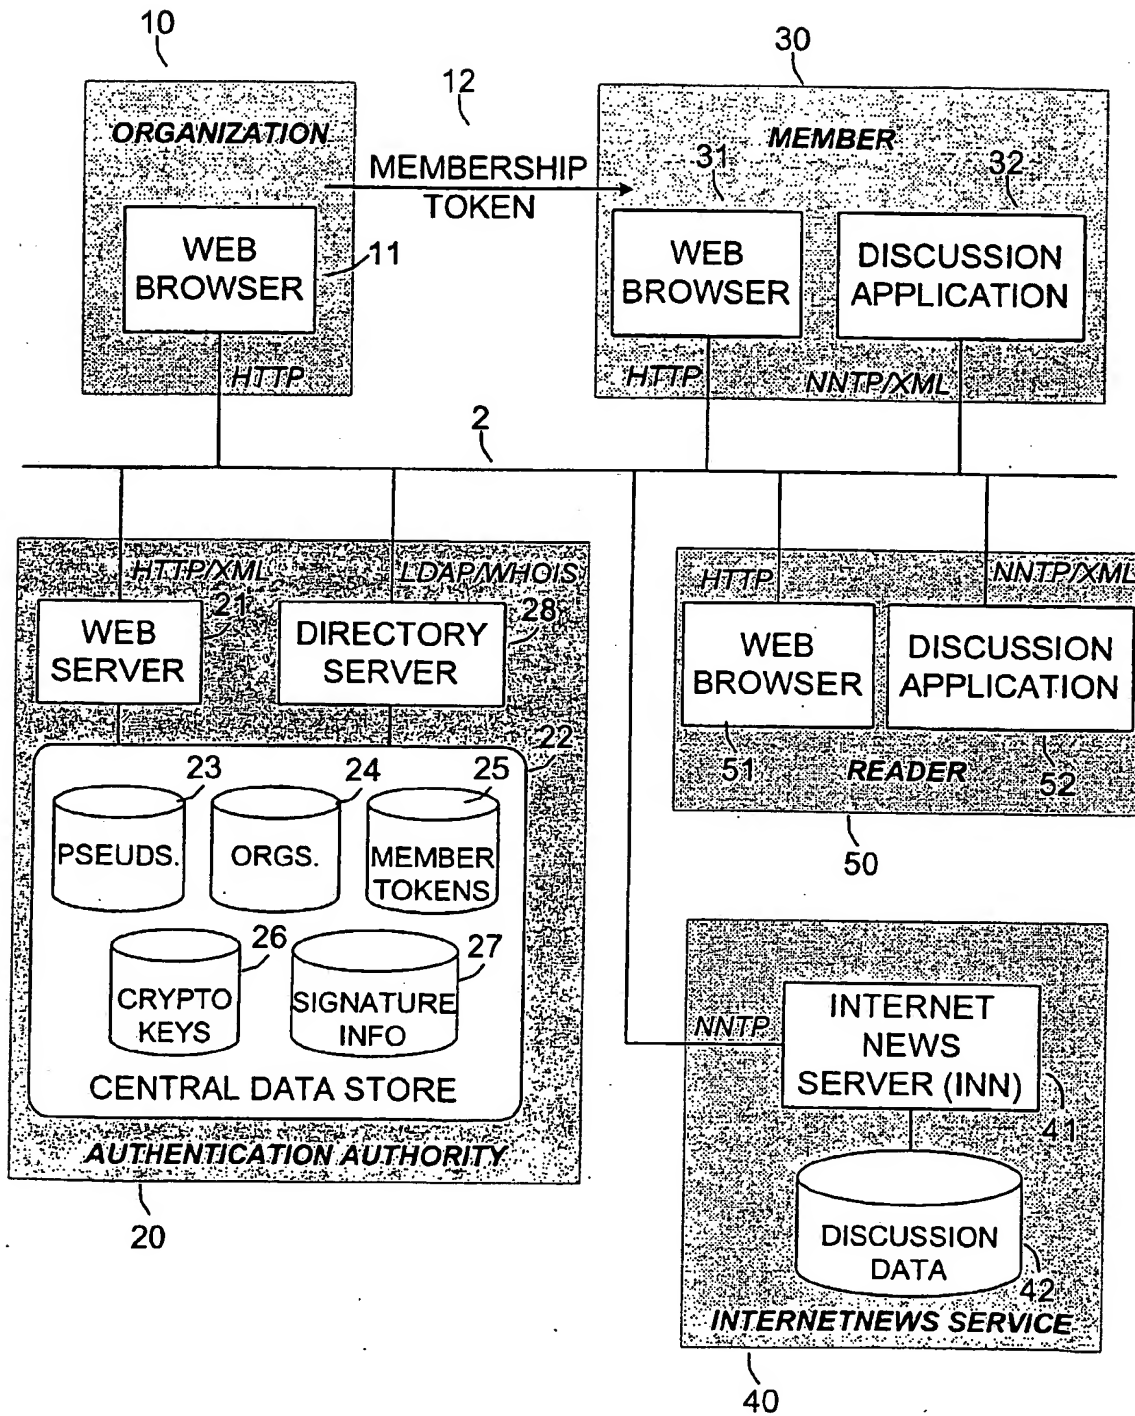 10
12
30
ORGANIZATION
MEMBERSHIP
TOKEN
MEMBER
31
32
WEB
BROWSER
11
WEB
BROWSER
DISCUSSION
APPLICATION
HTTP
HTTP
NNTP/XML
2
HTTP/XML
LDAP/WHOIS
HTTP
NNTP/XML
21
28
WEB
SERVER
DIRECTORY
SERVER
WEB
BROWSER
DISCUSSION
APPLICATION
22
51
READER
52
50
23
24
25
PSEUDS.
ORGS.
MEMBER
TOKENS
26
27
CRYPTO
KEYS
SIGNATURE
INFO
CENTRAL DATA STORE
AUTHENTICATION AUTHORITY
20
NNTP
INTERNET
NEWS
SERVER (INN)
41
DISCUSSION
DATA
42
INTERNETNEWS SERVICE
40